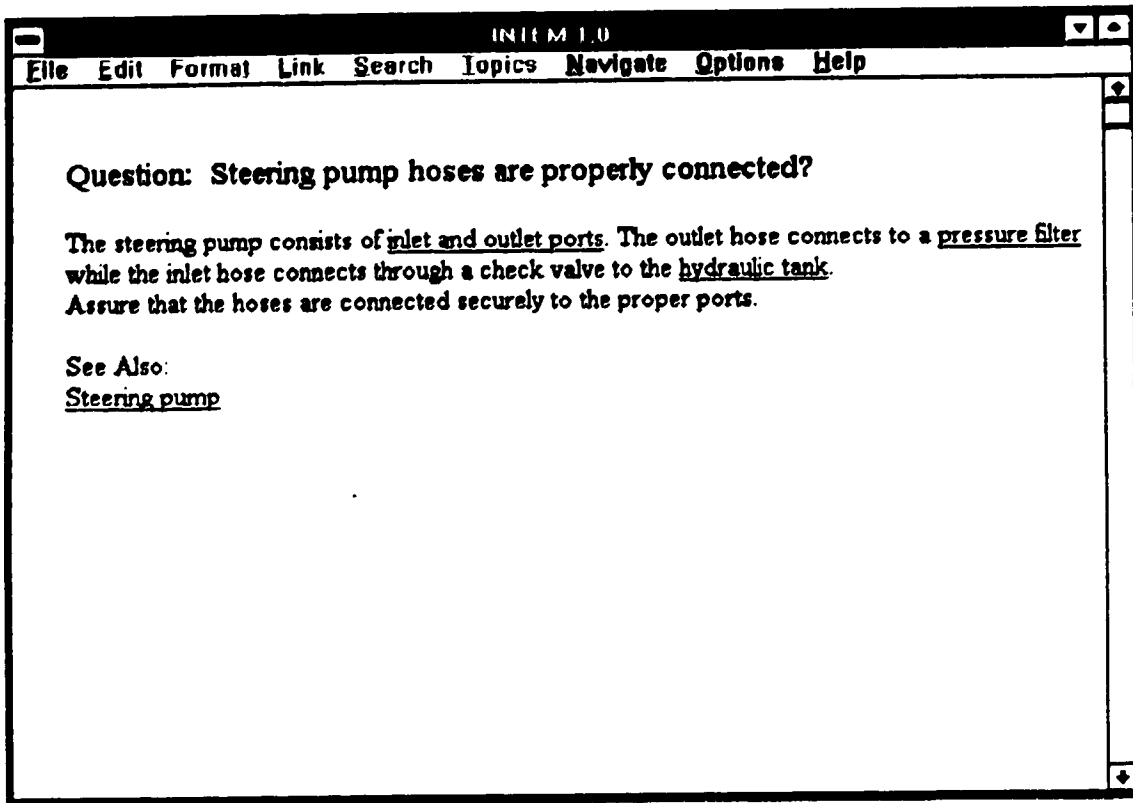 INTEM 1.0
File Edit Format Link Search Topics Navigate Options Help
Question: Steering pump hoses are properly connected?
The steering pump consists of inlet and outlet ports. The outlet hose connects to a pressure filter
while the inlet hose connects through a check valve to the hydraulic tank.
Assure that the hoses are connected securely to the proper ports.
See Also:
Steering pump